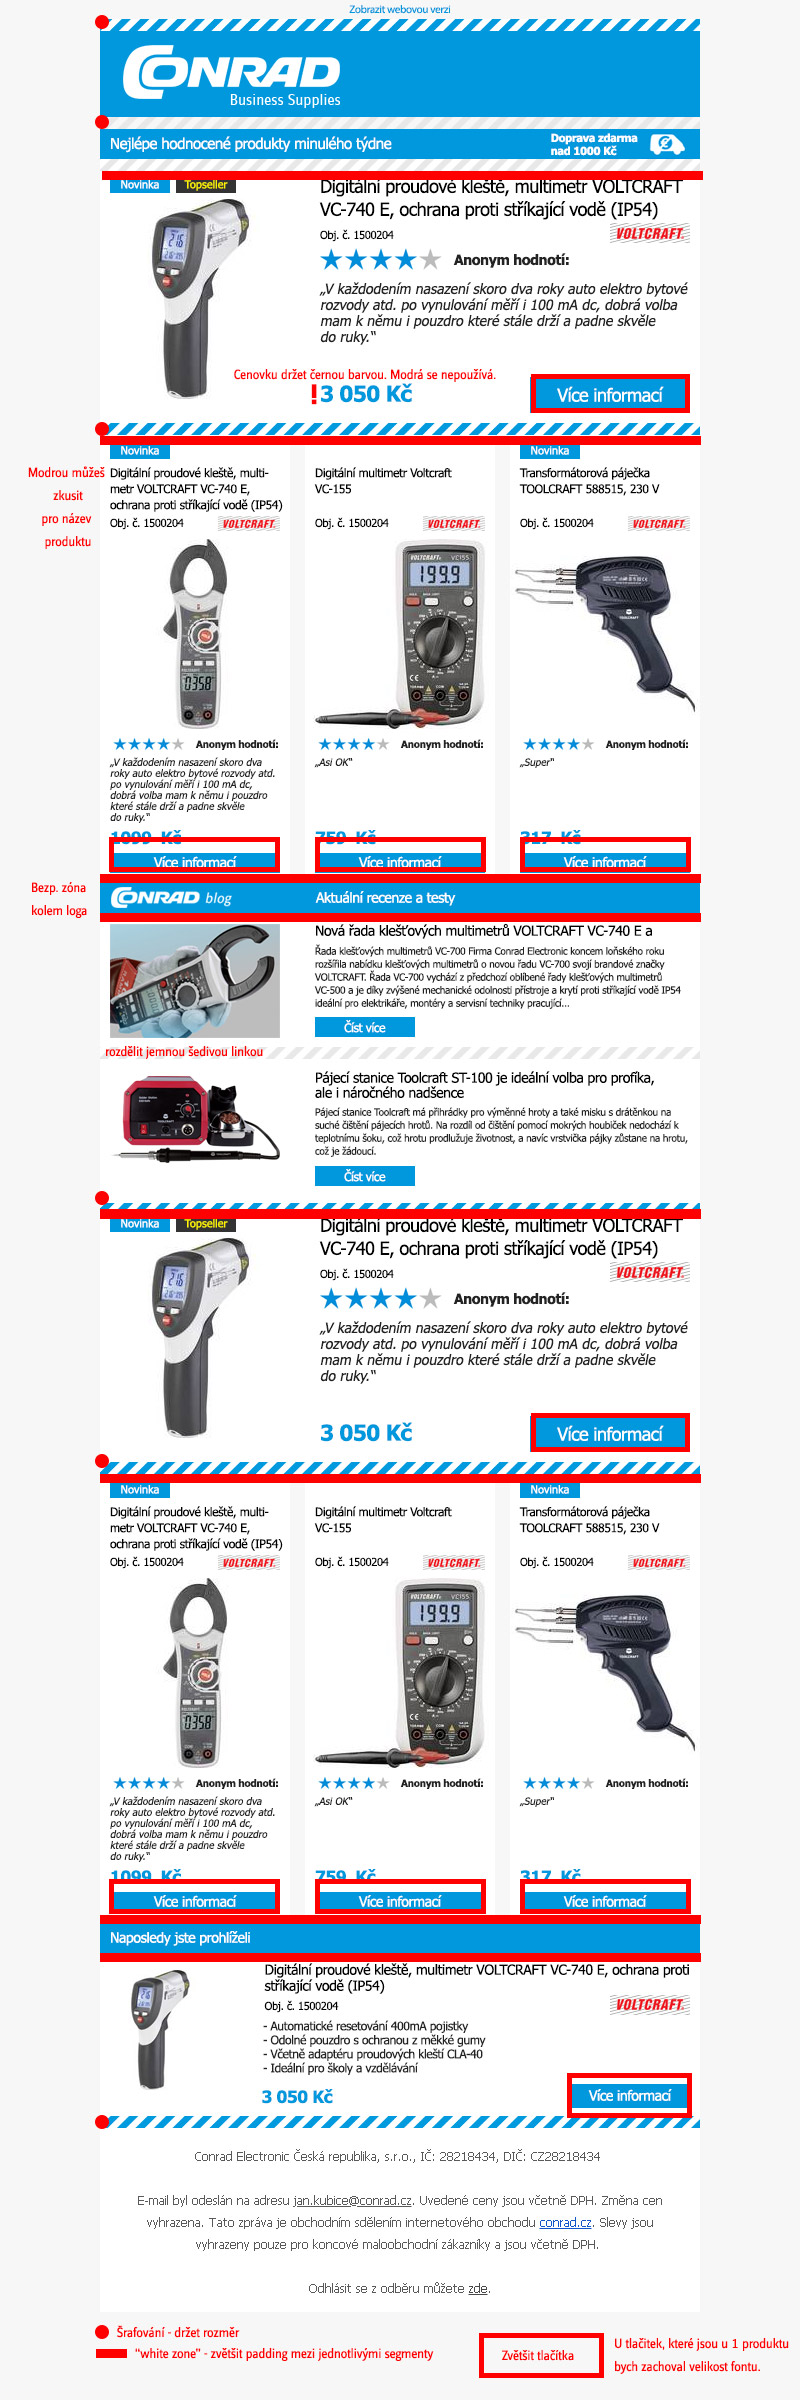 Zobrazit webovou verzi
CONRAD
Business Supplies
Nejlépe hodnocené produkty minulého týdne
Doprava zdarma
nad 1000 Kč
Novinka
Topseller
Digitální proudové kleště, multimetr VOLTCRAFT
VC-740 E, ochrana proti stříkající vodě (IP54)
Obj. č. 1500204
VOLTCRAFT
Anonym hodnotí:
„V každodením nasazení skoro dva roky auto elektro bytové
rozvody atd. po vynulování měří i 100 mA dc, dobrá volba
mam k němu i pouzdro které stále drží a padne skvěle
do ruky.“
Cenovku držet černou barvou. Modrá se nepoužívá.
!3 050 Kč
Více informací
Modrou můžeš
zkusit
pro název
produktu
Novinka
Digitální proudové kleště, multi-
metr VOLTCRAFT VC-740 E,
ochrana proti stříkající vodě (IP54)
Obj. č. 1500204
VOLTCRAFT
Anonym hodnotí:
„V každodením nasazení skoro dva
roky auto elektro bytové rozvody atd.
po vynulování měří i 100 mA dc,
dobrá volba mam k němu i pouzdro
které stále drží a padne skvěle
do ruky.“
1099 Kč
Více informací
Digitální multimetr Voltcraft
VC-155
Obj. č. 1500204
VOLTCRAFT
VOLTCRAFT VC155
199.9
Anonym hodnotí:
„Asi OK“
759 Kč
Více informací
Novinka
Transformátorová páječka
TOOLCRAFT 588515, 230 V
Obj. č. 1500204
VOLTCRAFT
TOOLCRAFT
Anonym hodnotí:
„Super“
317 Kč
Více informací
Bezp. zóna
kolem loga
CONRAD blog
Aktuální recenze a testy
Nová řada klešťových multimetrů VOLTCRAFT VC-740 E a
Řada klešťových multimetrů VC-700 Firma Conrad Electronic koncem loňského roku
rozšířila nabídku klešťových multimetrů o novou řadu VC-700 svojí brandové značky
VOLTCRAFT. Řada VC-700 vychází z předchozí oblíbené řady klešťových multimetrů
VC-500 a je díky zvýšené mechanické odolnosti přístroje a krytí proti stříkající vodě IP54
ideální pro elektrikáře, montéry a servisní techniky pracující...
Číst více
rozdělit jemnou šedivou linkou
Pájecí stanice Toolcraft ST-100 je ideální volba pro profíka,
ale i náročného nadšence
Pájecí stanice Toolcraft má přihrádky pro výměnné hroty a také misku s drátěnkou na
suché čištění pájecích hrotů. Na rozdíl od čištění pomocí mokrých houbiček nedochází k
teplotnímu šoku, což hrotu prodlužuje životnost, a navíc vrstvička pájky zůstane na hrotu,
což je žádoucí.
Číst více
Novinka
Topseller
Digitální proudové kleště, multimetr VOLTCRAFT
VC-740 E, ochrana proti stříkající vodě (IP54)
Obj. č. 1500204
VOLTCRAFT
Anonym hodnotí:
„V každodením nasazení skoro dva roky auto elektro bytové
rozvody atd. po vynulování měří i 100 mA dc, dobrá volba
mam k němu i pouzdro které stále drží a padne skvěle
do ruky.“
3 050 Kč
Více informací
Novinka
Digitální proudové kleště, multi-
metr VOLTCRAFT VC-740 E,
ochrana proti stříkající vodě (IP54)
Obj. č. 1500204
VOLTCRAFT
Anonym hodnotí:
„V každodením nasazení skoro dva
roky auto elektro bytové rozvody atd.
po vynulování měří i 100 mA dc,
dobrá volba mam k němu i pouzdro
které stále drží a padne skvěle
do ruky.“
1099 Kč
Více informací
Digitální multimetr Voltcraft
VC-155
Obj. č. 1500204
VOLTCRAFT
VOLTCRAFT VC155
199.9
Anonym hodnotí:
„Asi OK“
759 Kč
Více informací
Novinka
Transformátorová páječka
TOOLCRAFT 588515, 230 V
Obj. č. 1500204
VOLTCRAFT
TOOLCRAFT
Anonym hodnotí:
„Super“
317 Kč
Více informací
Naposledy jste prohlíželi
Digitální proudové kleště, multimetr VOLTCRAFT VC-740 E, ochrana proti
stříkající vodě (IP54)
Obj. č. 1500204
VOLTCRAFT
- Automatické resetování 400mA pojistky
- Odolné pouzdro s ochranou z měkké gumy
- Včetně adaptéru proudových kleští CLA-40
- Ideální pro školy a vzdělávání
3 050 Kč
Více informací
Conrad Electronic Česká republika, s.r.o., IČ: 28218434, DIČ: CZ28218434
E-mail byl odeslán na adresu jan.kubice@conrad.cz. Uvedené ceny jsou včetně DPH. Změna cen
vyhrazena. Tato zpráva je obchodním sdělením internetového obchodu conrad.cz. Slevy jsou
vyhrazeny pouze pro koncové maloobchodní zákazníky a jsou včetně DPH.
Odhlásit se z odběru můžete zde.
Šrafování - držet rozměr
“white zone” - zvětšit padding mezi jednotlivými segmenty
Zvětšit tlačítka
U tlačitek, které jsou u 1 produktu
bych zachoval velikost fontu.